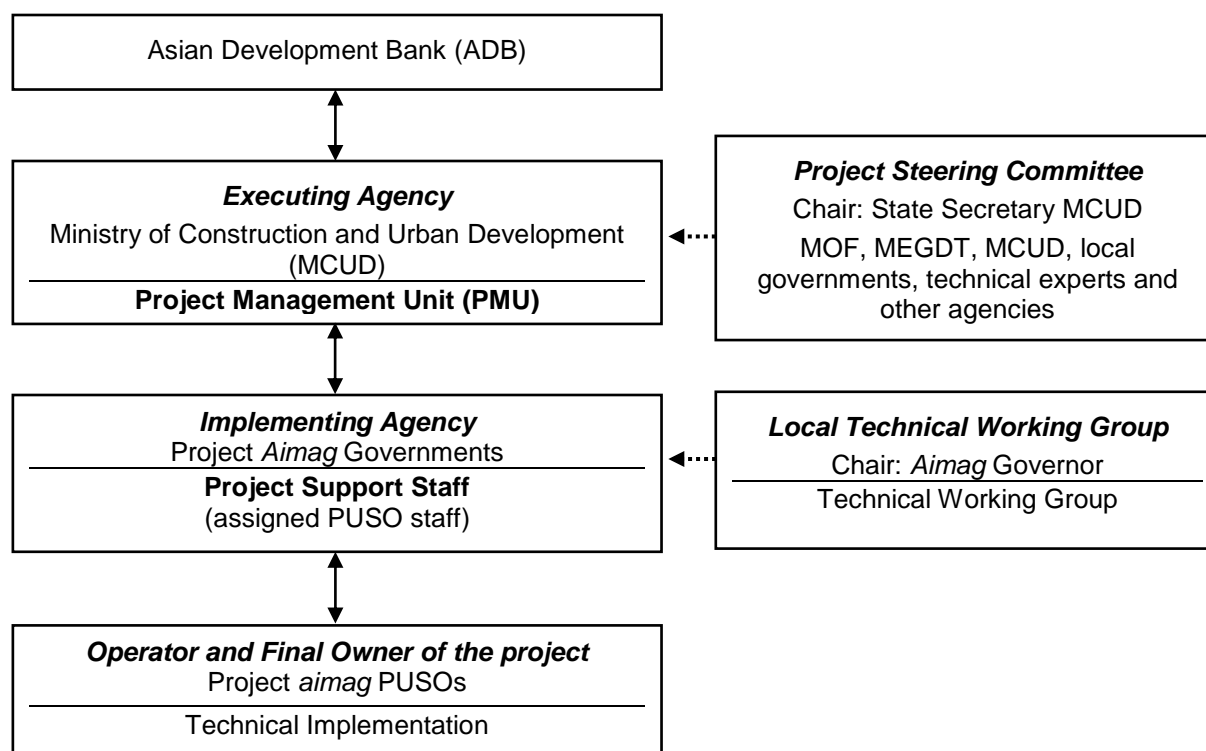 Asian Development Bank (ADB)
Executing Agency
Ministry of Construction and Urban Development
(MCUD)
Project Management Unit (PMU)
Project Steering Committee
Chair: State Secretary MCUD
MOF, MEGDT, MCUD, local
governments, technical experts and
other agencies
Implementing Agency
Project Aimag Governments
Project Support Staff
(assigned PUSO staff)
Local Technical Working Group
Chair: Aimag Governor
Technical Working Group
Operator and Final Owner of the project
Project aimag PUSOs
Technical Implementation